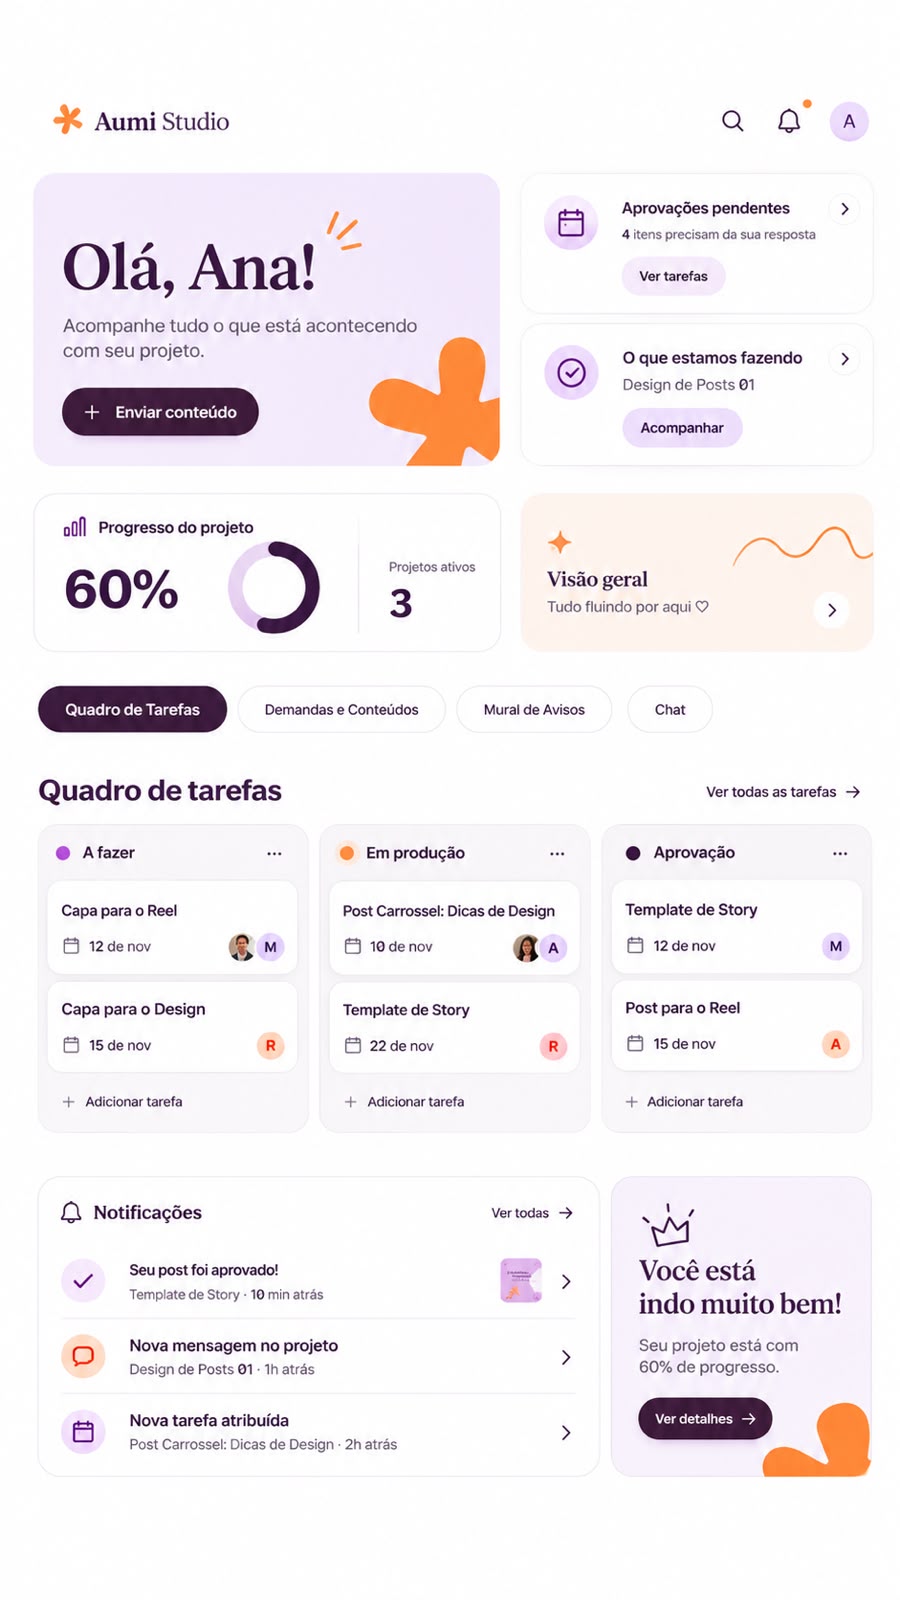 Aumi Studio
A
Olá, Ana!
Acompanhe tudo o que está acontecendo
com seu projeto.
+ Enviar conteúdo
Aprovações pendentes
4 itens precisam da sua resposta
Ver tarefas
O que estamos fazendo
Design de Posts 01
Acompanhar
Progresso do projeto
60%
Projetos ativos
3
Visão geral
Tudo fluindo por aqui ♡
Quadro de Tarefas
Demandas e Conteúdos
Mural de Avisos
Chat
Quadro de tarefas
Ver todas as tarefas →
A fazer
Capa para o Reel
12 de nov
M
Capa para o Design
15 de nov
R
+ Adicionar tarefa
Em produção
Post Carrossel: Dicas de Design
10 de nov
A
Template de Story
22 de nov
R
+ Adicionar tarefa
Aprovação
Template de Story
12 de nov
M
Post para o Reel
15 de nov
A
+ Adicionar tarefa
Notificações
Ver todas →
Seu post foi aprovado!
Template de Story · 10 min atrás
Nova mensagem no projeto
Design de Posts 01 · 1h atrás
Nova tarefa atribuída
Post Carrossel: Dicas de Design · 2h atrás
Você está
indo muito bem!
Seu projeto está com
60% de progresso.
Ver detalhes →